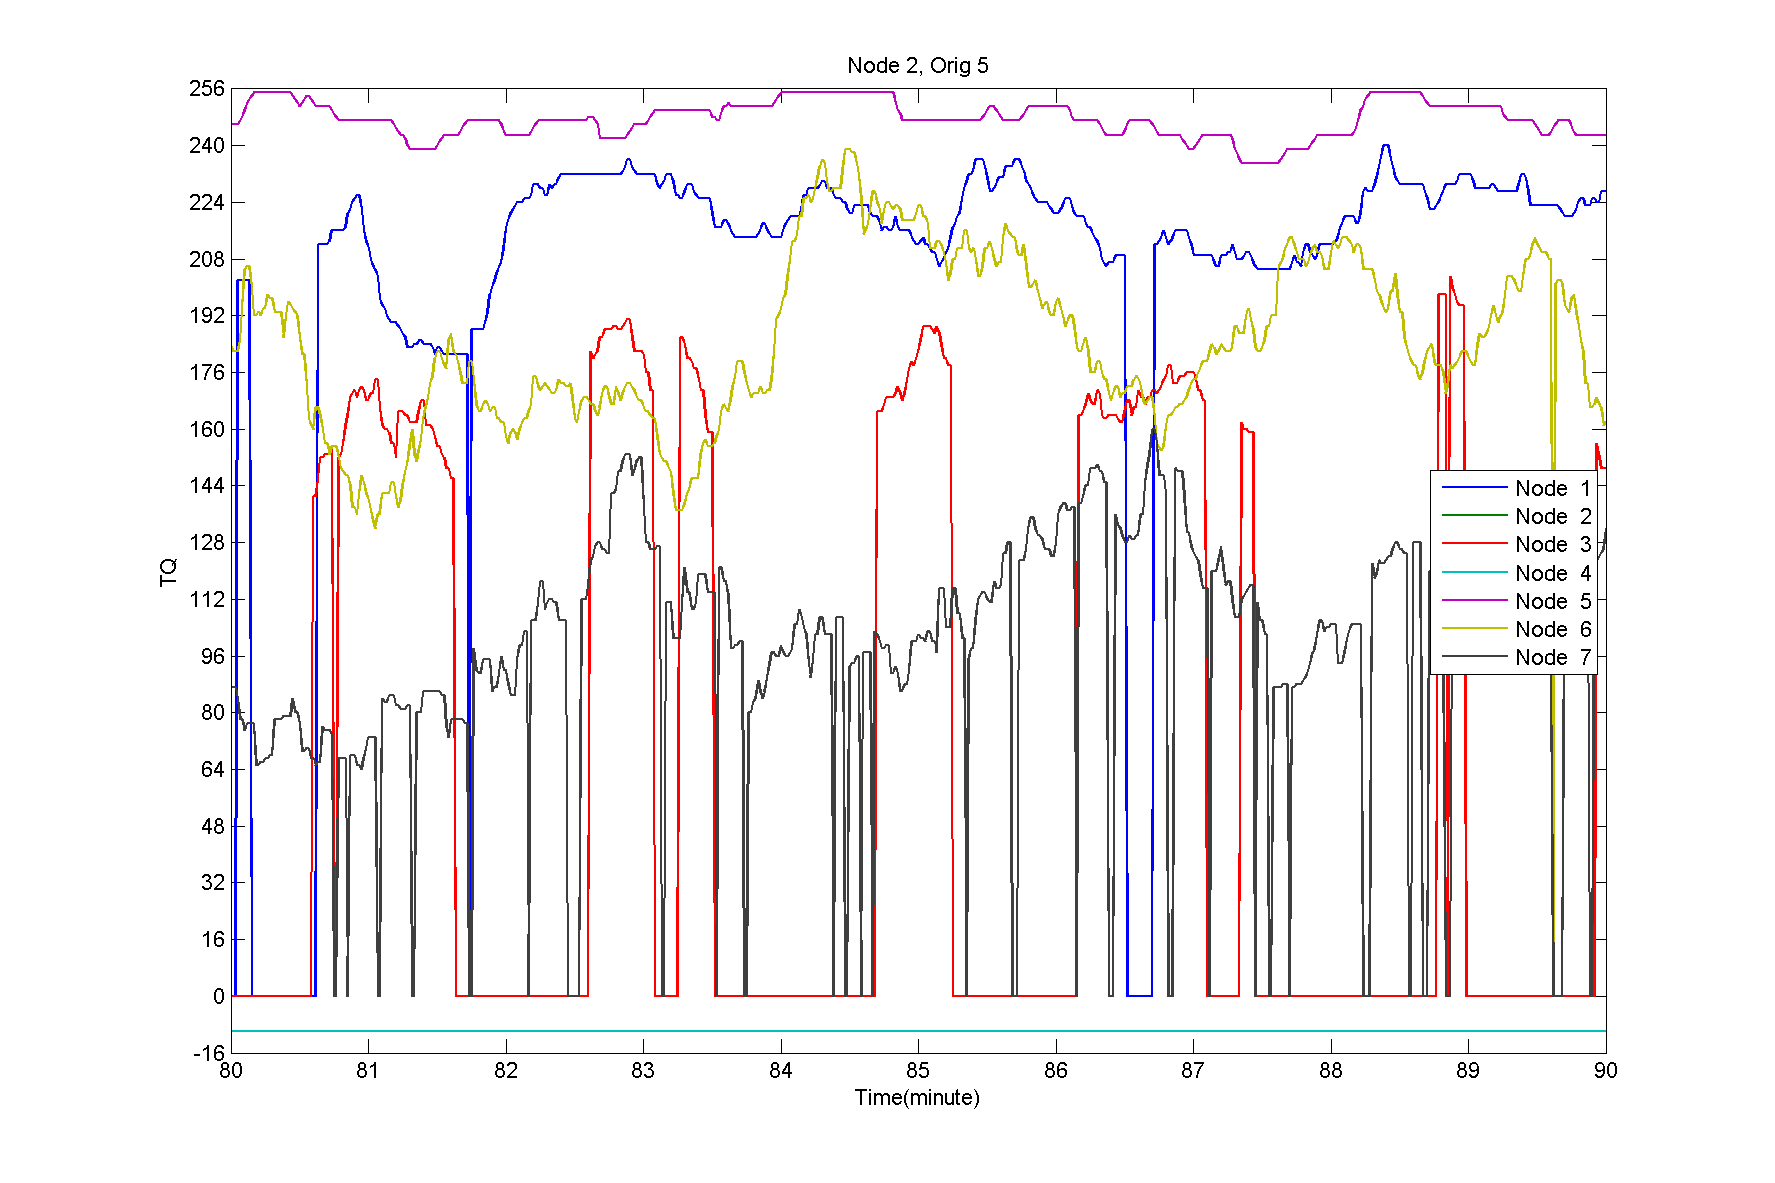 Node 2, Orig 5
256
240
224
208
192
176
160
144
128
112
96
80
64
48
32
16
0
-16
TQ
80 81 82 83 84 85 86 87 88 89 90
Time(minute)
Node 1
Node 2
Node 3
Node 4
Node 5
Node 6
Node 7